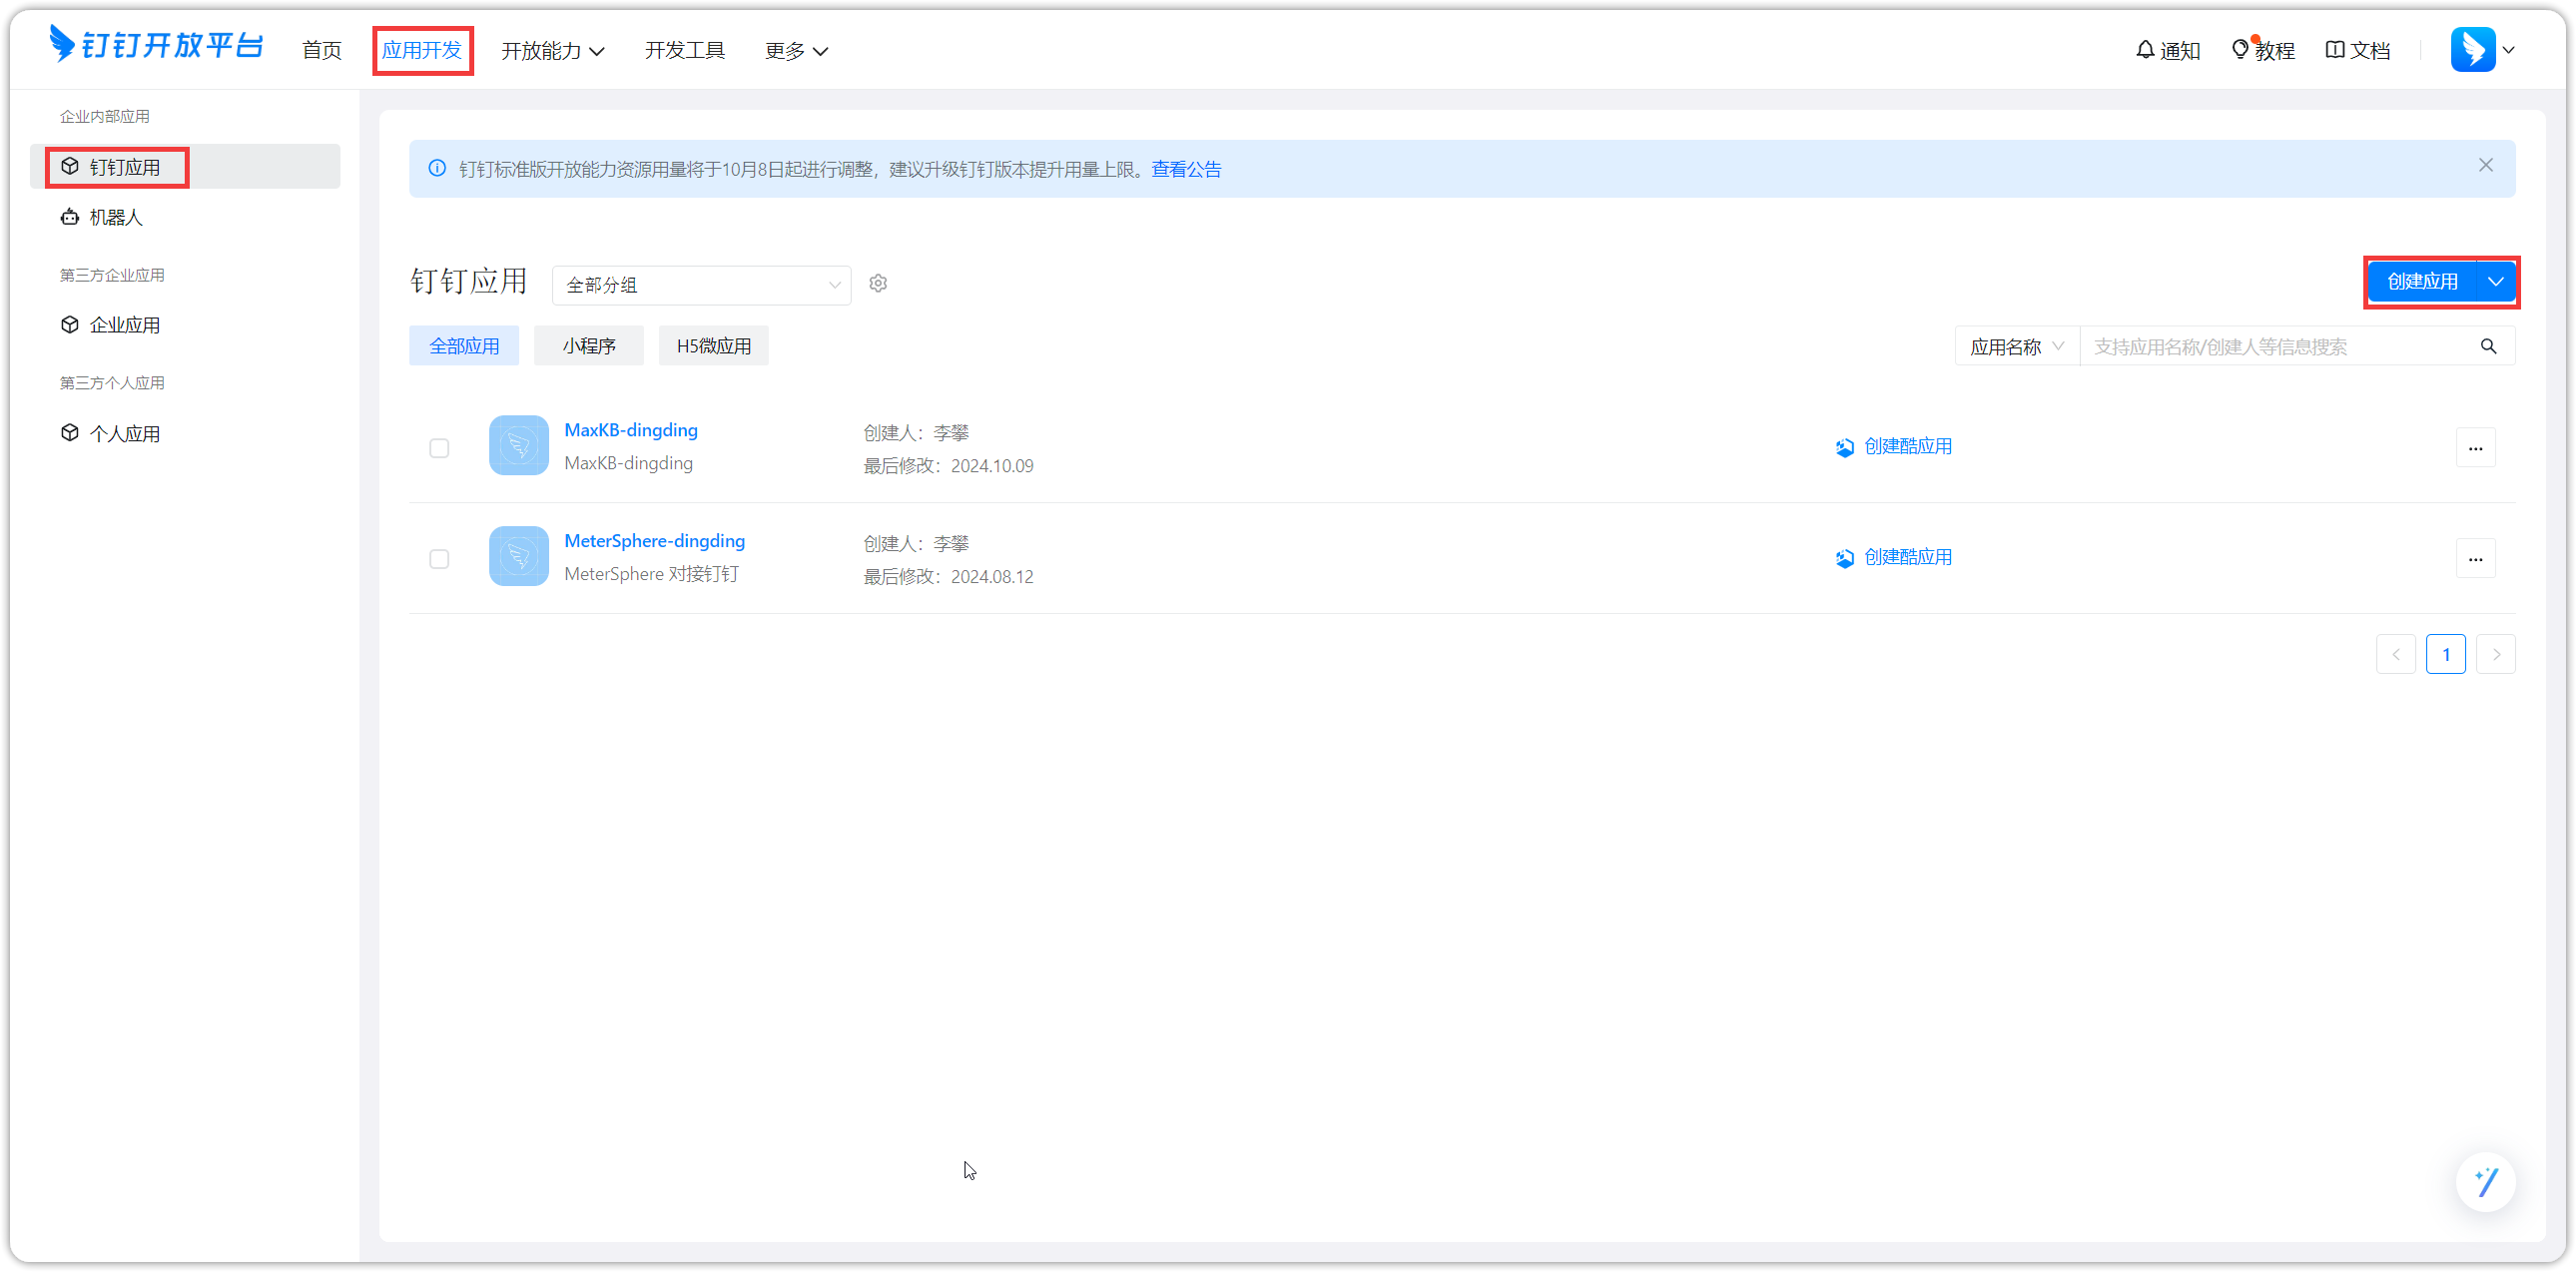 钉钉开放平台 首页 应用开发 开放能力 开发工具 更多 通知 教程 文档
企业内部应用
钉钉应用
机器人
第三方企业应用
企业应用
第三方个人应用
个人应用
钉钉标准版开放能力资源用量将于10月8日起进行调整，建议升级钉钉版本提升用量上限。查看公告
钉钉应用 全部分组 创建应用
全部应用 小程序 H5微应用 应用名称 支持应用名称/创建人等信息搜索
MaxKB-dingding 创建人：李攀 创建酷应用 ...
MaxKB-dingding 最后修改：2024.10.09
MeterSphere-dingding 创建人：李攀 创建酷应用 ...
MeterSphere 对接钉钉 最后修改：2024.08.12
1